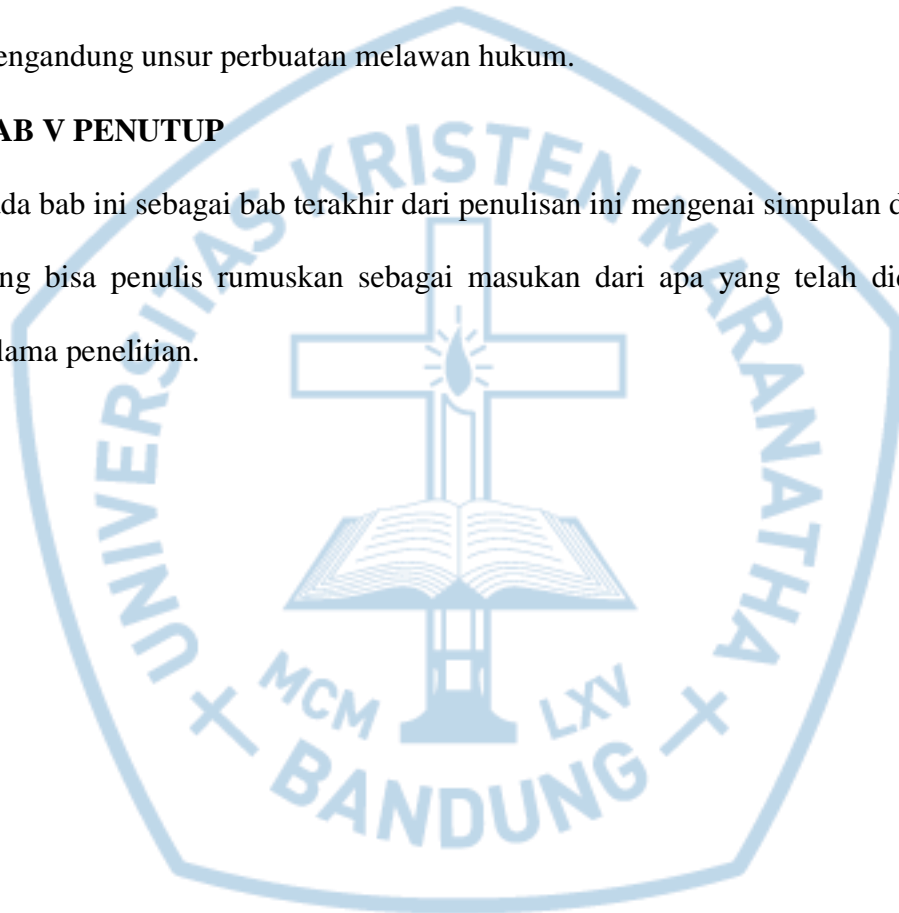 engandung unsur perbuatan melawan hukum.
AB V PENUTUP
da bab ini sebagai bab terakhir dari penulisan ini mengenai simpulan d
ng bisa penulis rumuskan sebagai masukan dari apa yang telah di
lama penelitian.
UNIVERSITAS KRISTEN MARANATHA
MCM LXV
BANDUNG